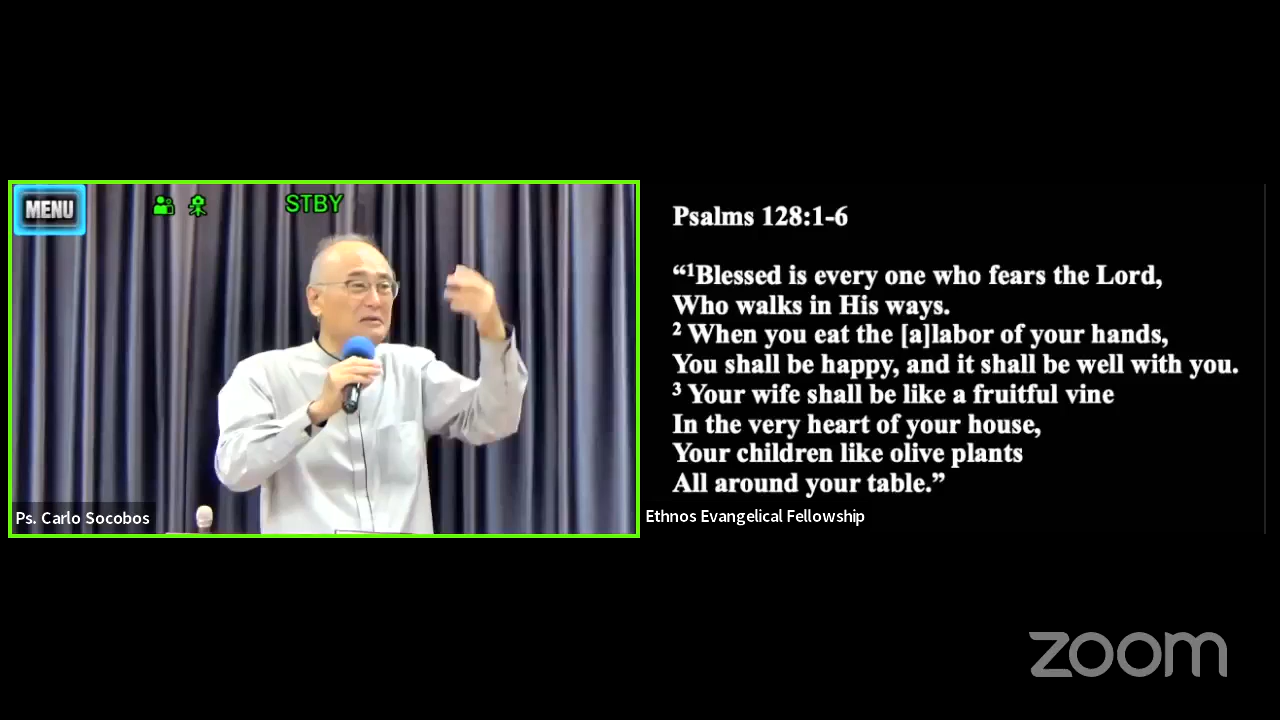 MENU
STBY
Ps. Carlo Socobos
Psalms 128:1-6
“¹Blessed is every one who fears the Lord,
Who walks in His ways.
² When you eat the [a]labor of your hands,
You shall be happy, and it shall be well with you.
³ Your wife shall be like a fruitful vine
In the very heart of your house,
Your children like olive plants
All around your table.”
Ethnos Evangelical Fellowship
zoom